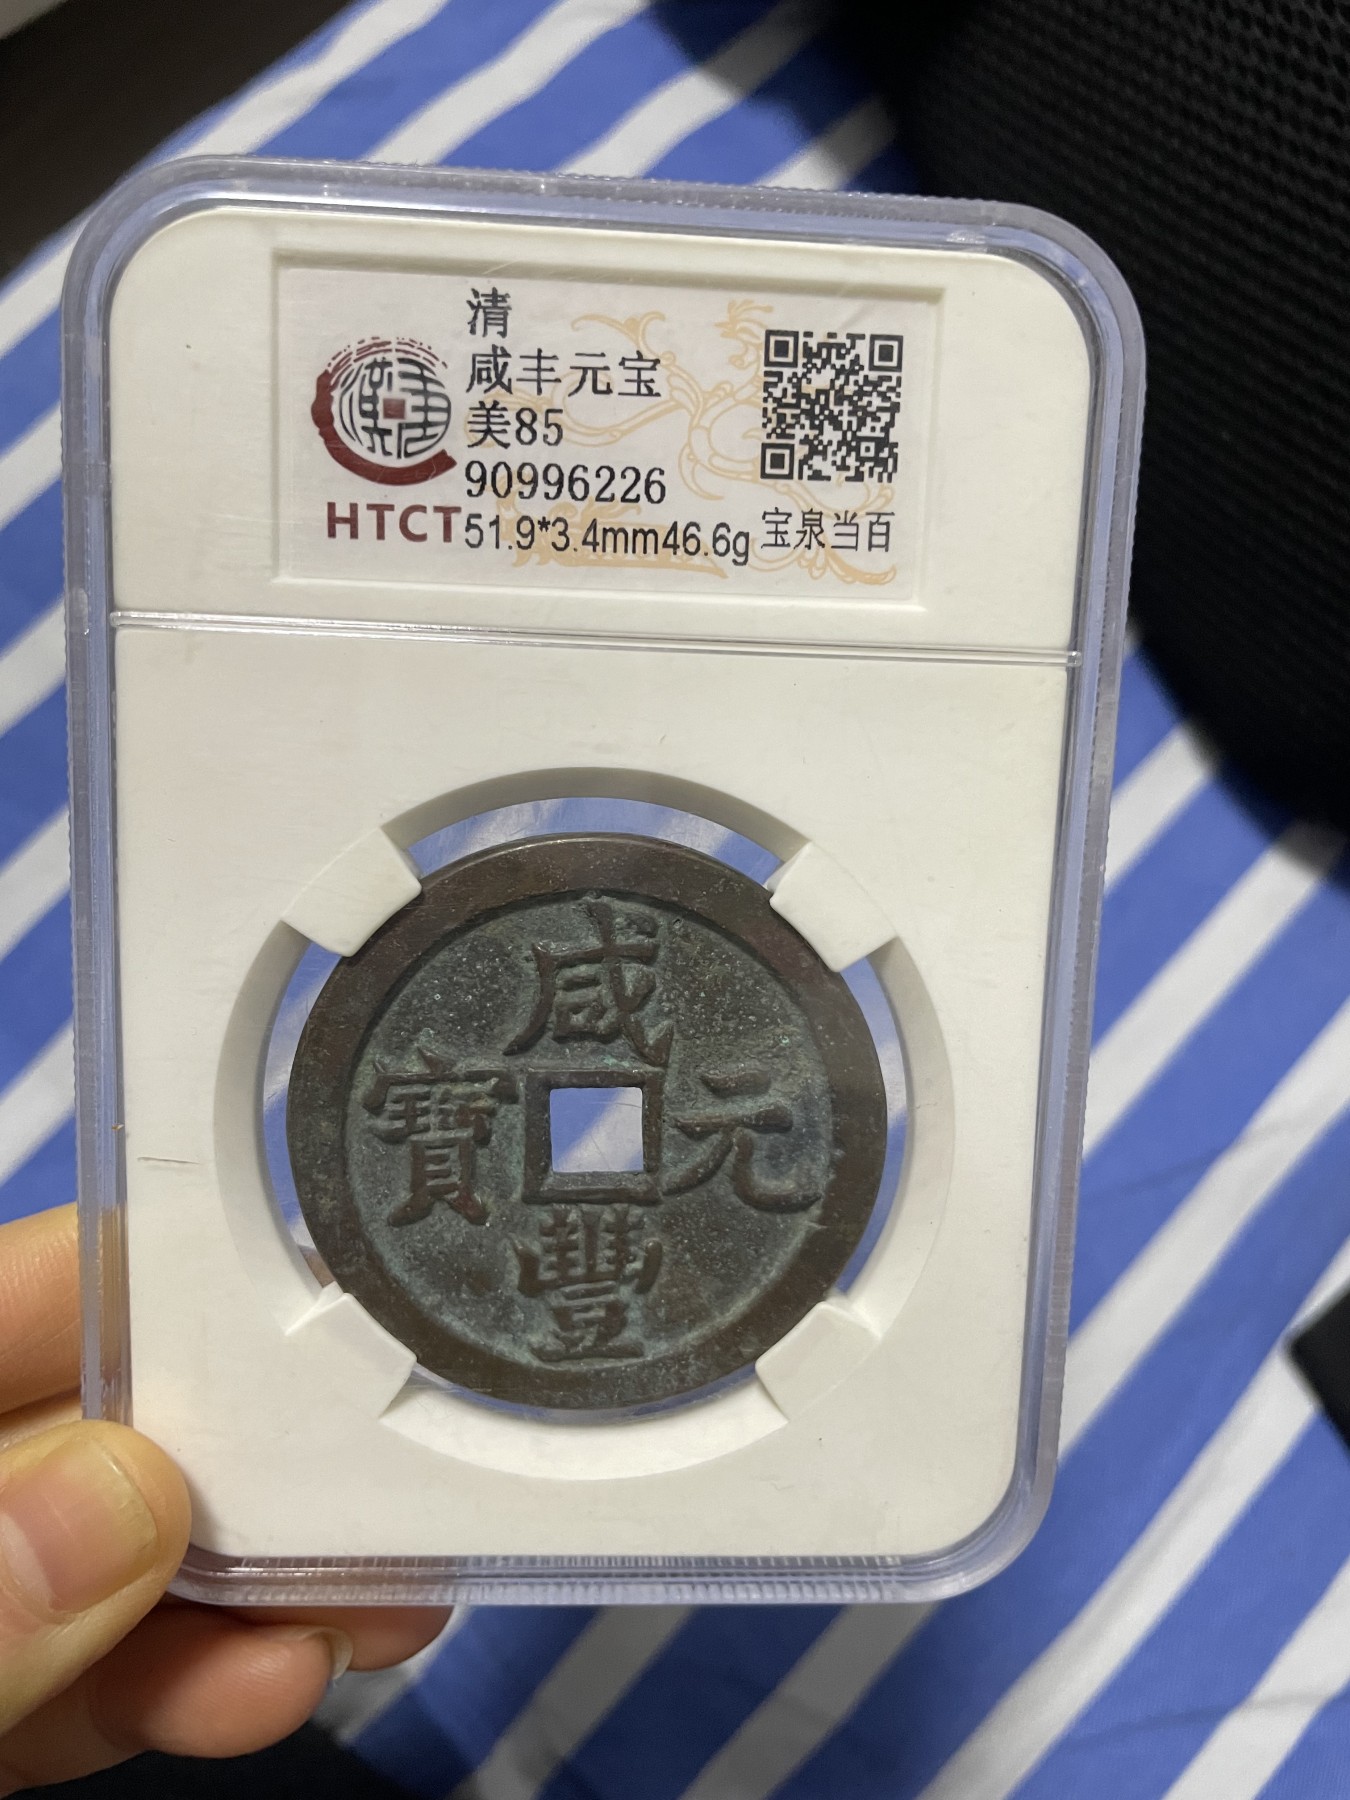 清
咸丰元宝
美85
90996226
HTCT
51.9*3.4mm46.6g
宝泉当百
咸
寶 元
豐